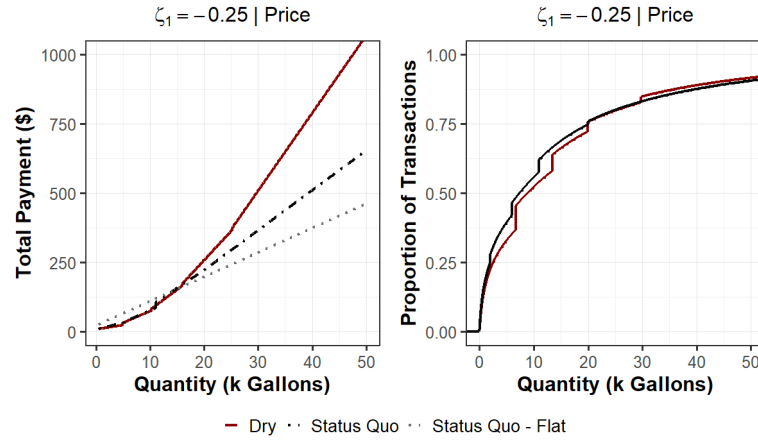 ζ₁ = −0.25 | Price
Total Payment ($)
1000
750
500
250
0
0 10 20 30 40 50
Quantity (k Gallons)
ζ₁ = −0.25 | Price
Proportion of Transactions
1.00
0.75
0.50
0.25
0.00
0 10 20 30 40 50
Quantity (k Gallons)
Dry Status Quo Status Quo - Flat